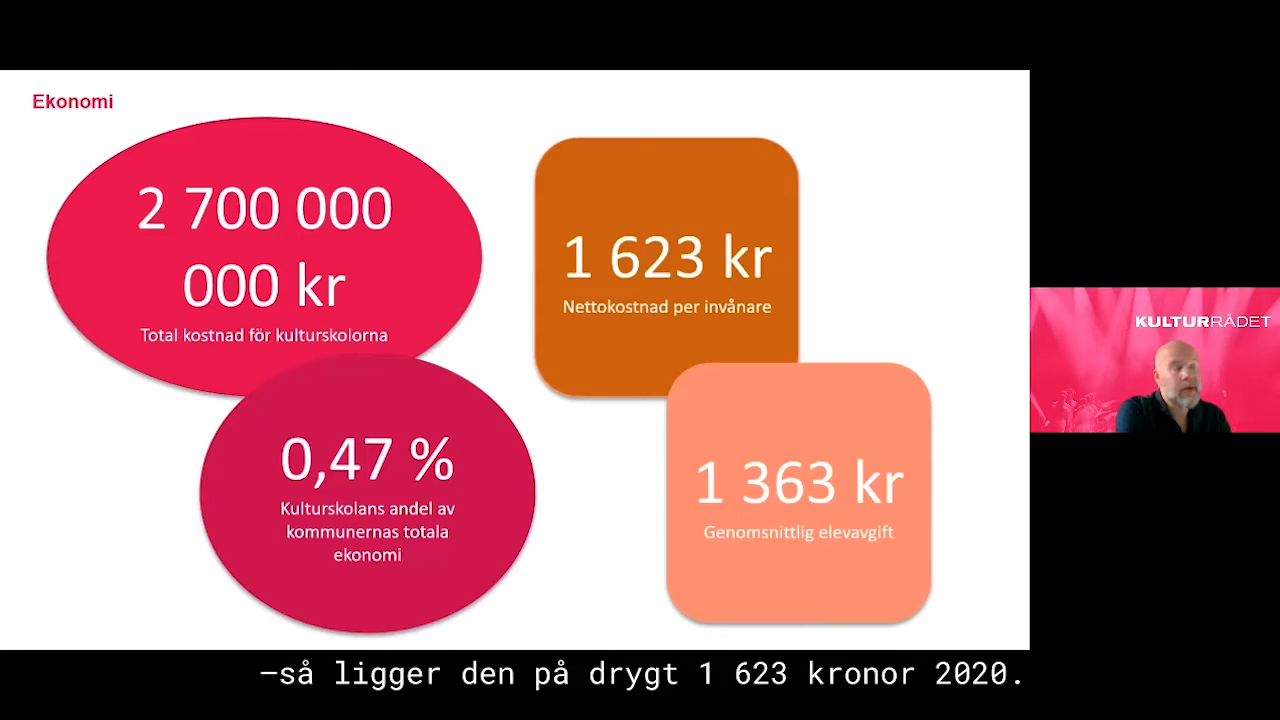 Ekonomi
2 700 000
000 kr
Total kostnad för kulturskolorna
1 623 kr
Nettokostnad per invånare
0,47 %
Kulturskolans andel av
kommunernas totala
ekonomi
1 363 kr
Genomsnittlig elevavgift
KULTURRÅDET
–så ligger den på drygt 1 623 kronor 2020.